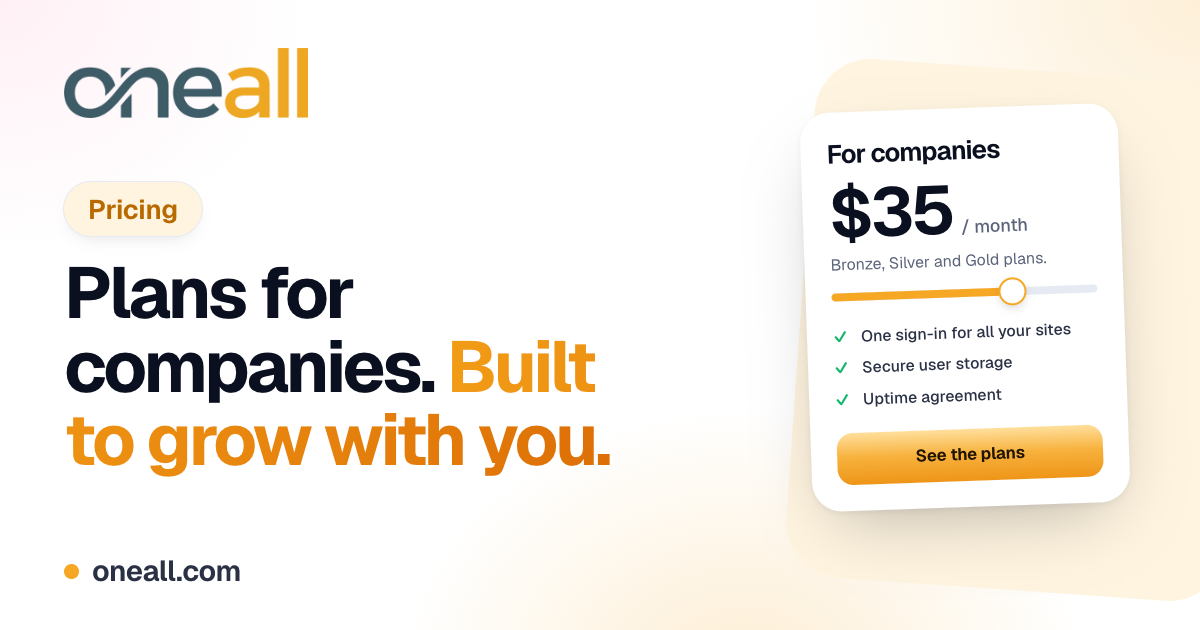 oneall
Pricing
Plans for
companies. Built
to grow with you.
oneall.com
For companies
$35 / month
Bronze, Silver and Gold plans.
One sign-in for all your sites
Secure user storage
Uptime agreement
See the plans